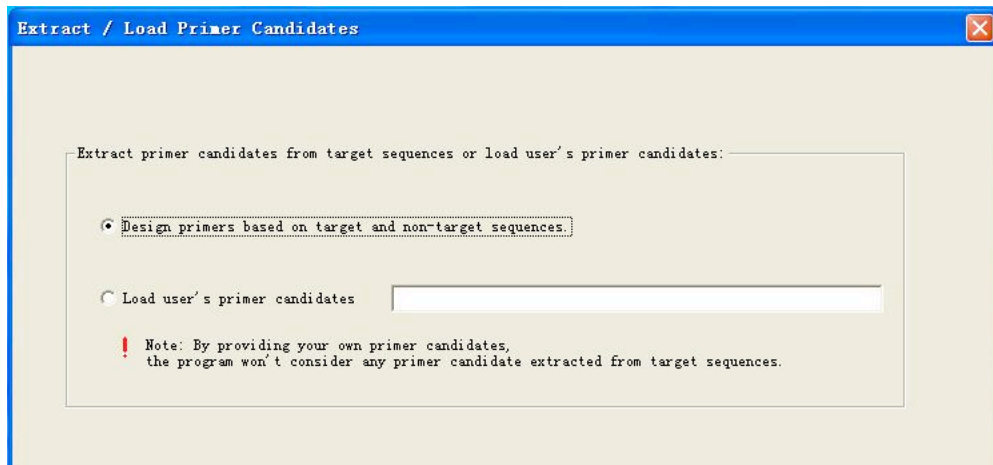 Extract / Load Primer Candidates
Extract primer candidates from target sequences or load user's primer candidates:
Design primers based on target and non-target sequences.
Load user's primer candidates
! Note: By providing your own primer candidates,
the program won't consider any primer candidate extracted from target sequences.